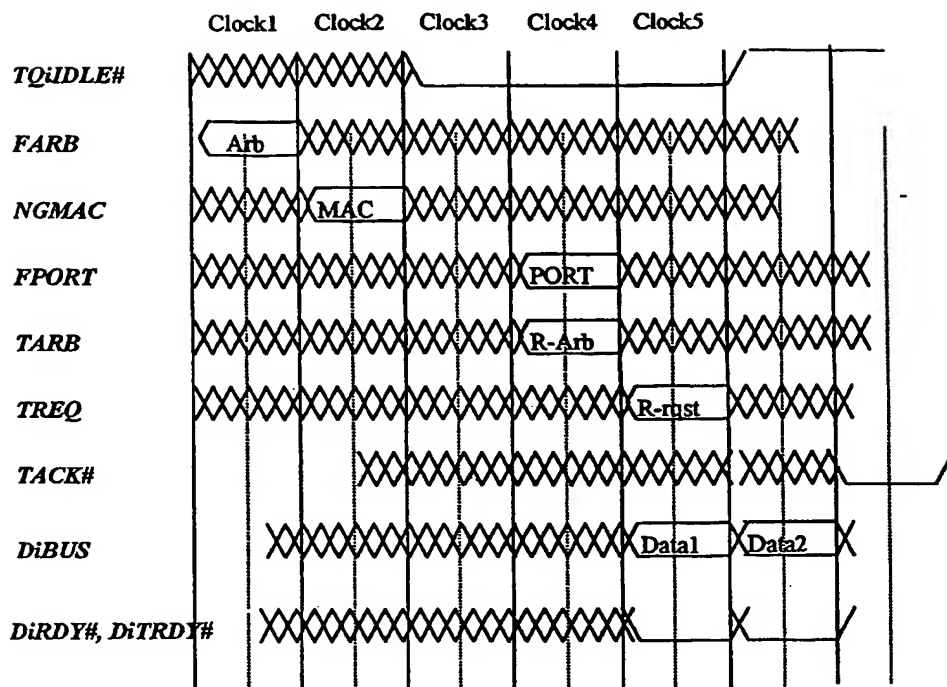 Clock1 Clock2 Clock3 Clock4 Clock5
TQiIDLE#
FARB Arb
NGMAC MAC
FPORT PORT
TARB R-Arb
TREQ R-rqst
TACK#
DiBUS Data1 Data2
DiRDY#, DiTRDY#